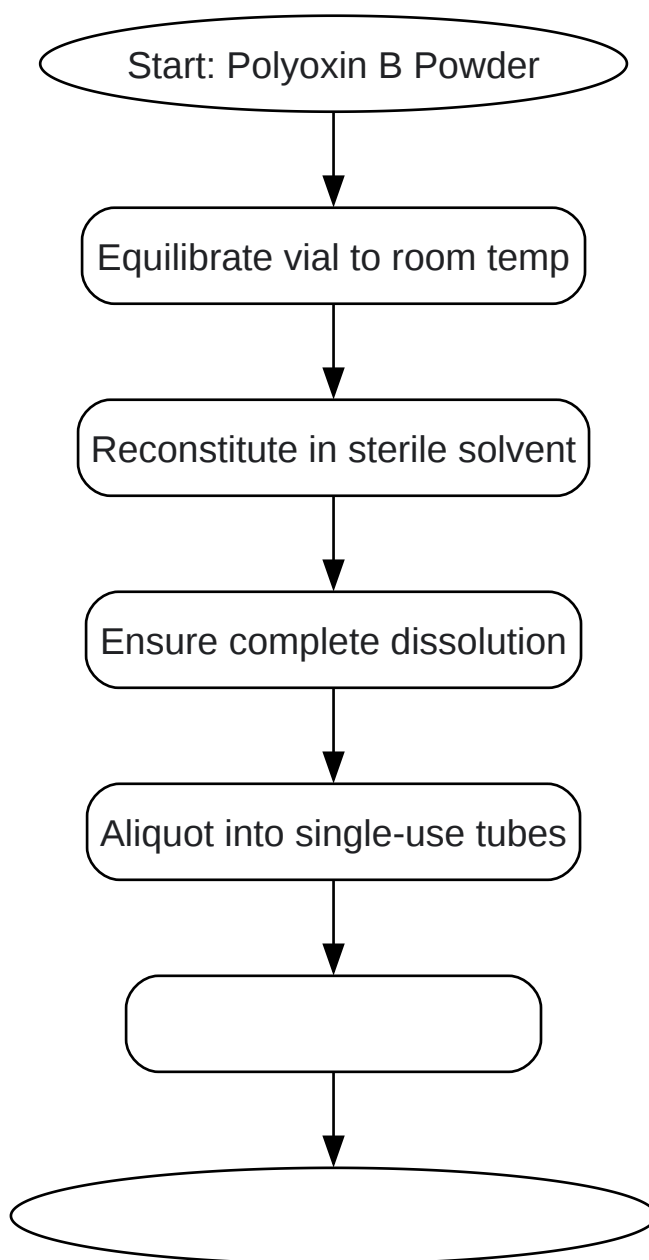 Start: Polyoxin B Powder
Equilibrate vial to room temp
Reconstitute in sterile solvent
Ensure complete dissolution
Aliquot into single-use tubes